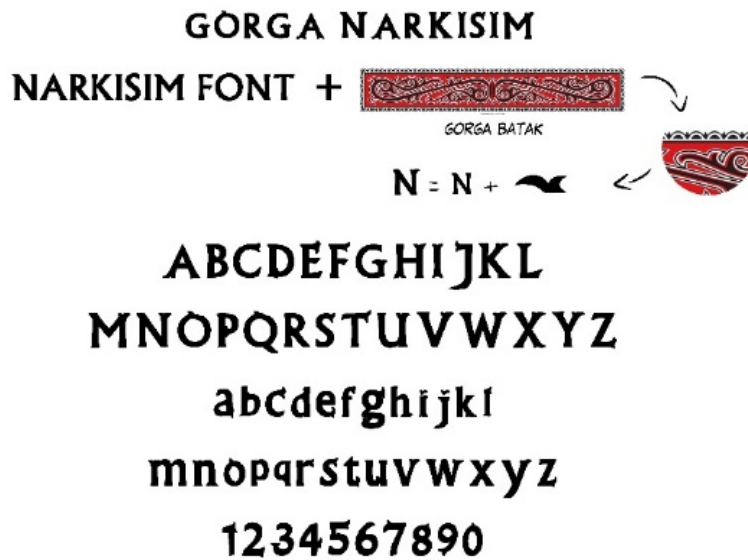 GORGA NARKISIM
NARKISIM FONT +
GORGA BATAK
N = N +
ABCDEFGHIJKL
MNOPQRSTUVWXYZ
abcdefghijkl
mnopqrstuvwxyz
1234567890